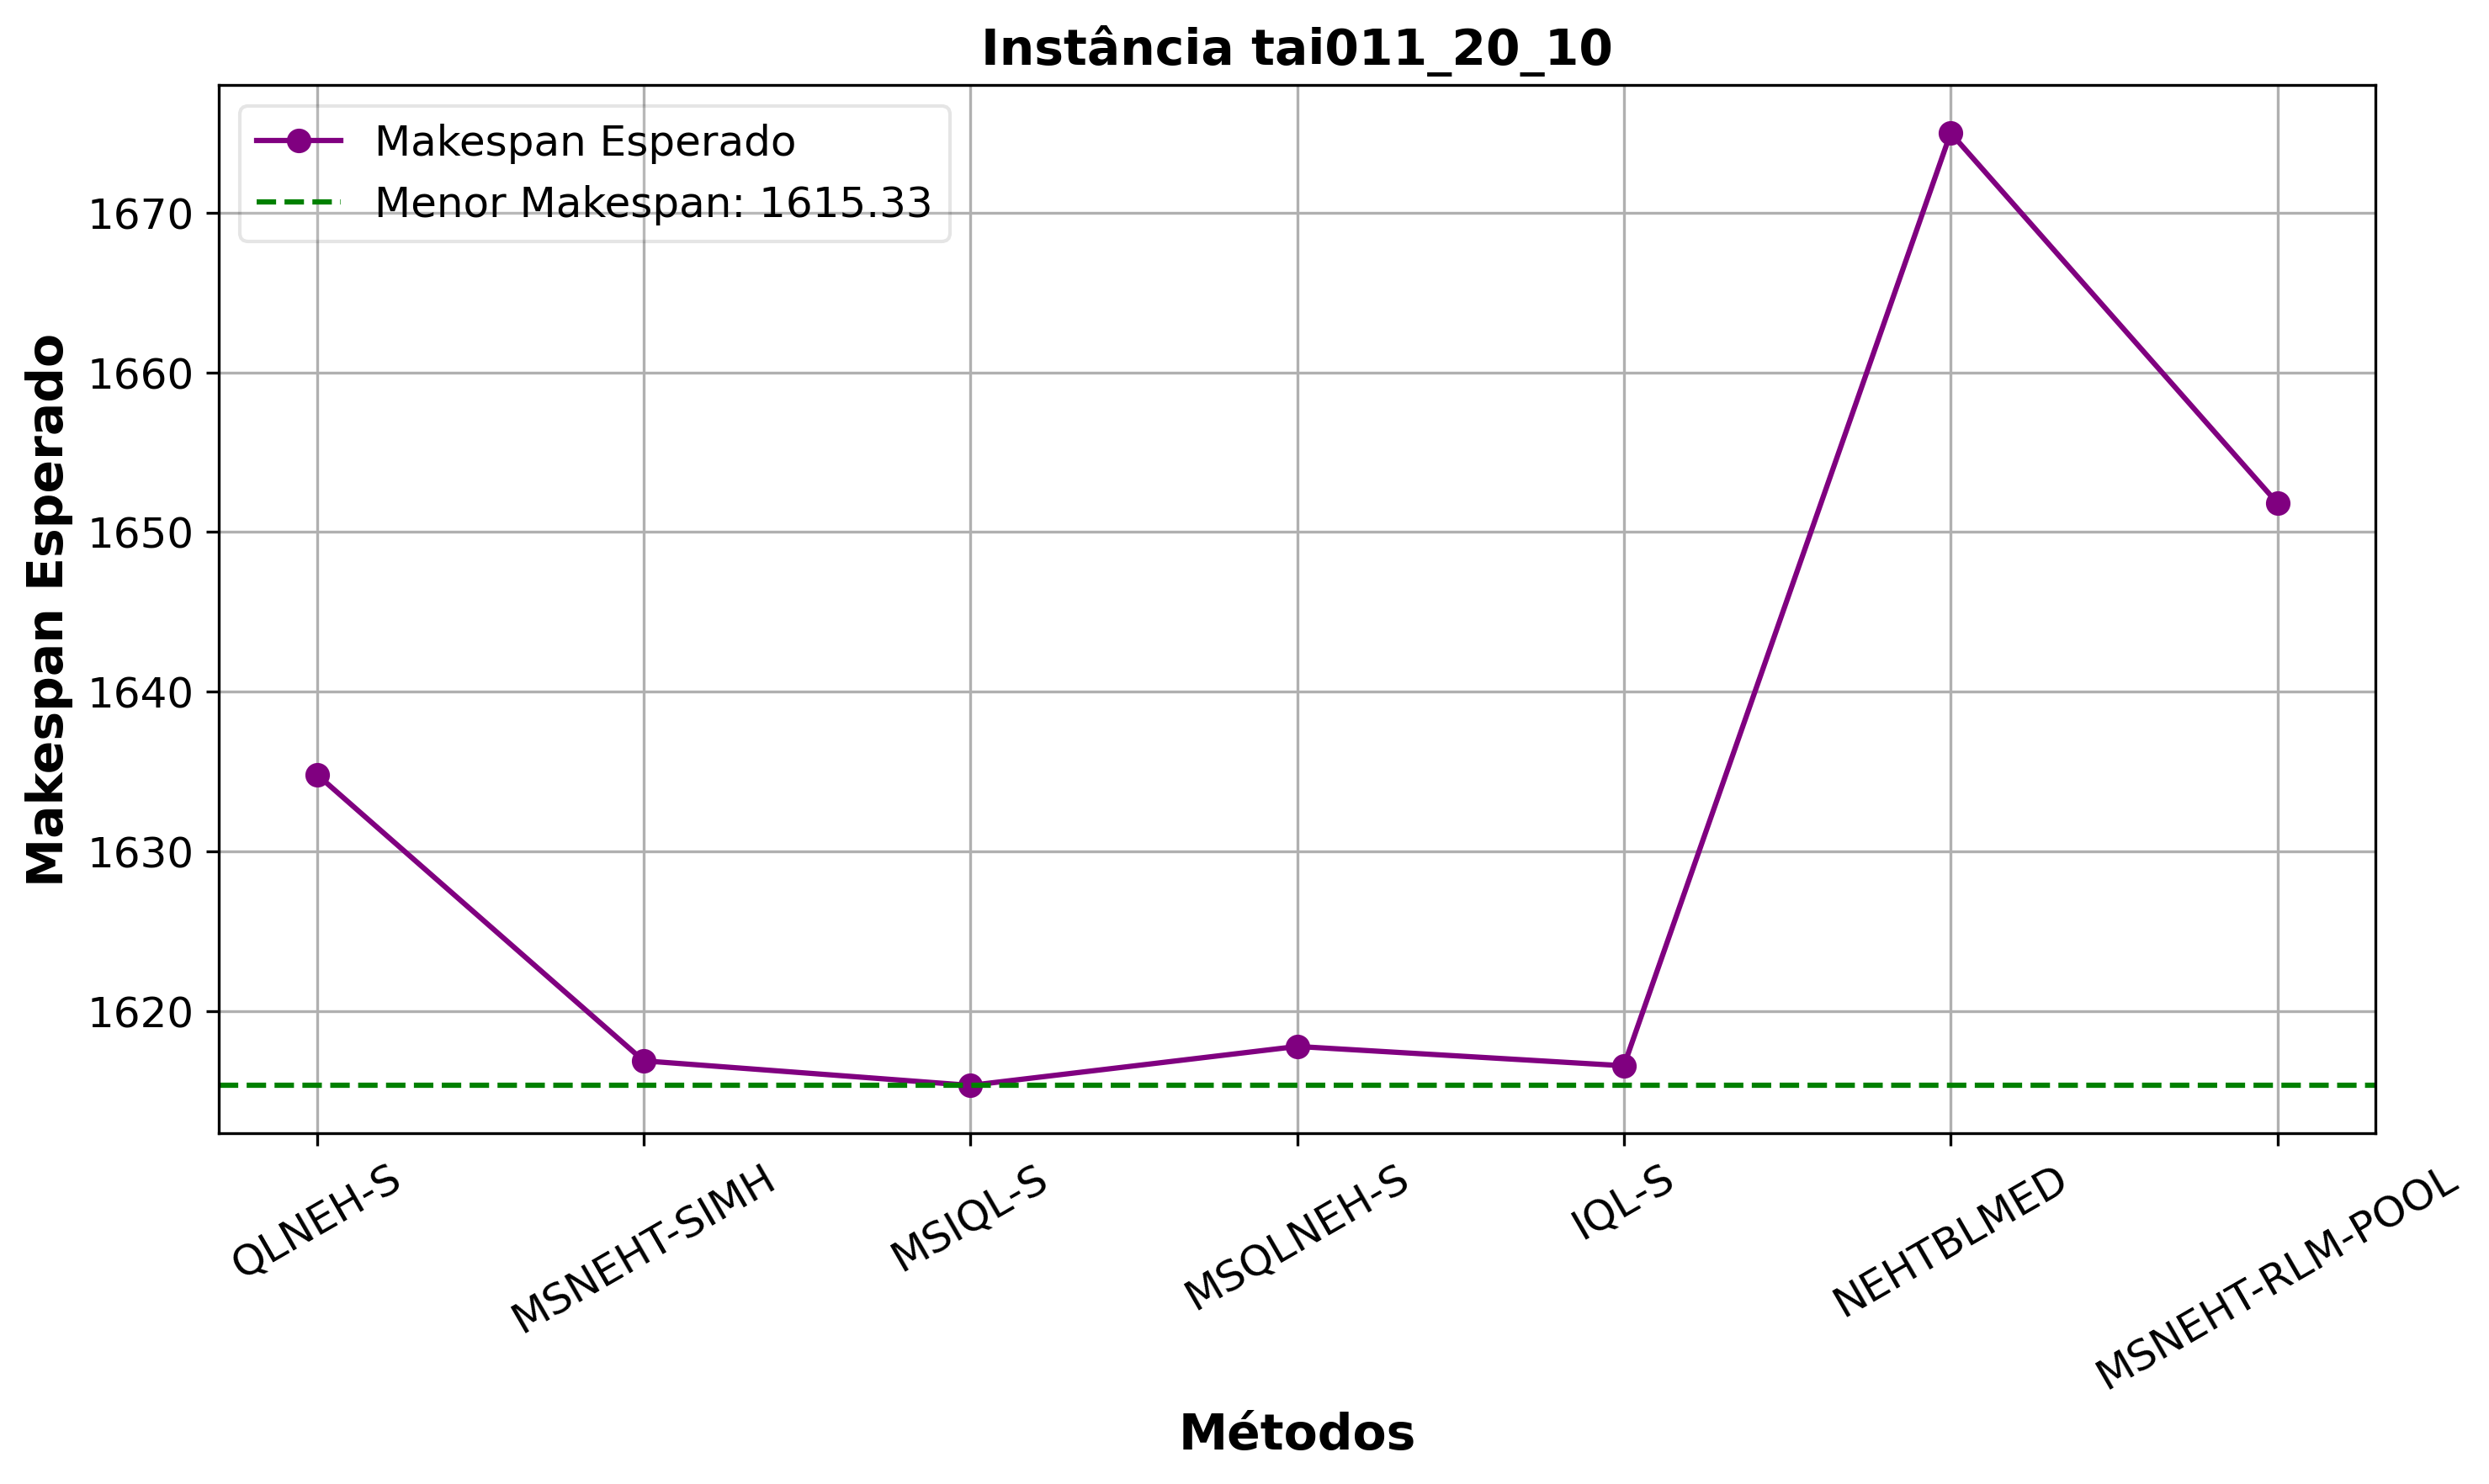 Instância tai011_20_10
Makespan Esperado
Menor Makespan: 1615.33
Makespan Esperado
1670
1660
1650
1640
1630
1620
QLNEH-S
MSNEHT-SIMH
MSIQL-S
MSQLNEH-S
IQL-S
NEHTBLMED
MSNEHT-RLM-POOL
Métodos